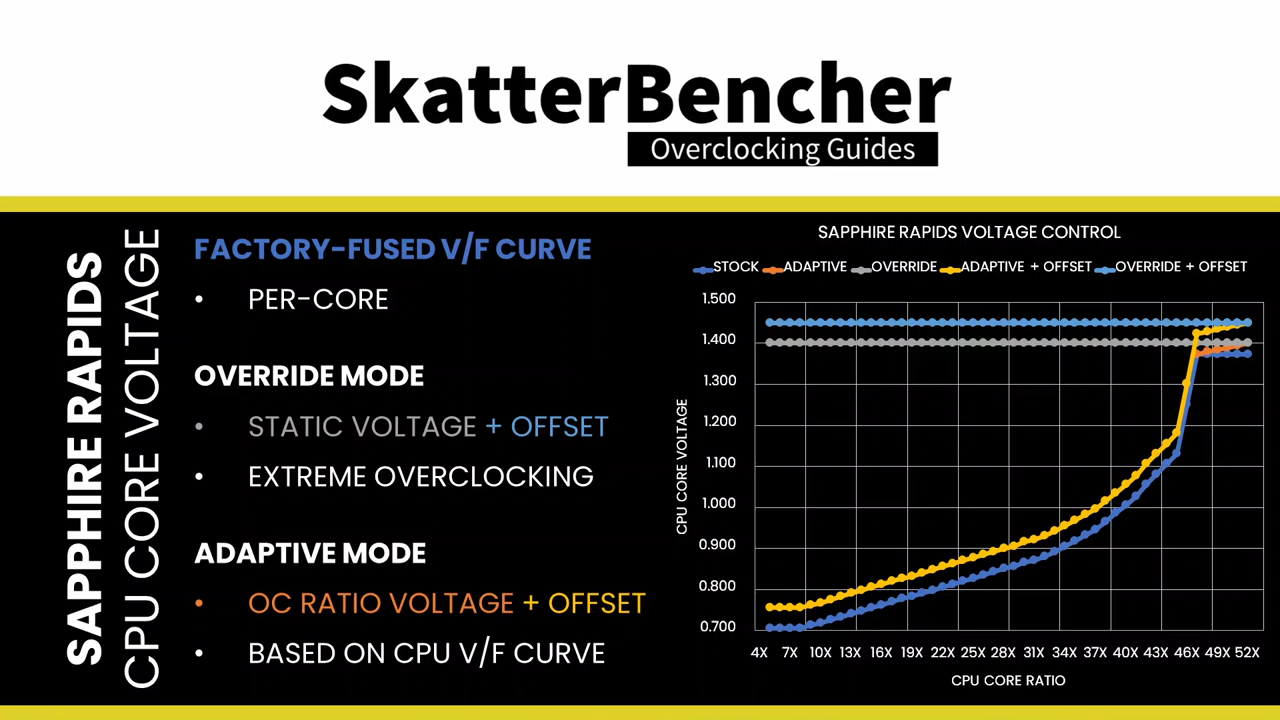 SkatterBencher
Overclocking Guides
SAPPHIRE RAPIDS
CPU CORE VOLTAGE
FACTORY-FUSED V/F CURVE
• PER-CORE
OVERRIDE MODE
• STATIC VOLTAGE + OFFSET
• EXTREME OVERCLOCKING
ADAPTIVE MODE
• OC RATIO VOLTAGE + OFFSET
• BASED ON CPU V/F CURVE
SAPPHIRE RAPIDS VOLTAGE CONTROL
STOCK ADAPTIVE OVERRIDE ADAPTIVE + OFFSET OVERRIDE + OFFSET
CPU CORE VOLTAGE
1.500
1.400
1.300
1.200
1.100
1.000
0.900
0.800
0.700
4X 7X 10X 13X 16X 19X 22X 25X 28X 31X 34X 37X 40X 43X 46X 49X 52X
CPU CORE RATIO